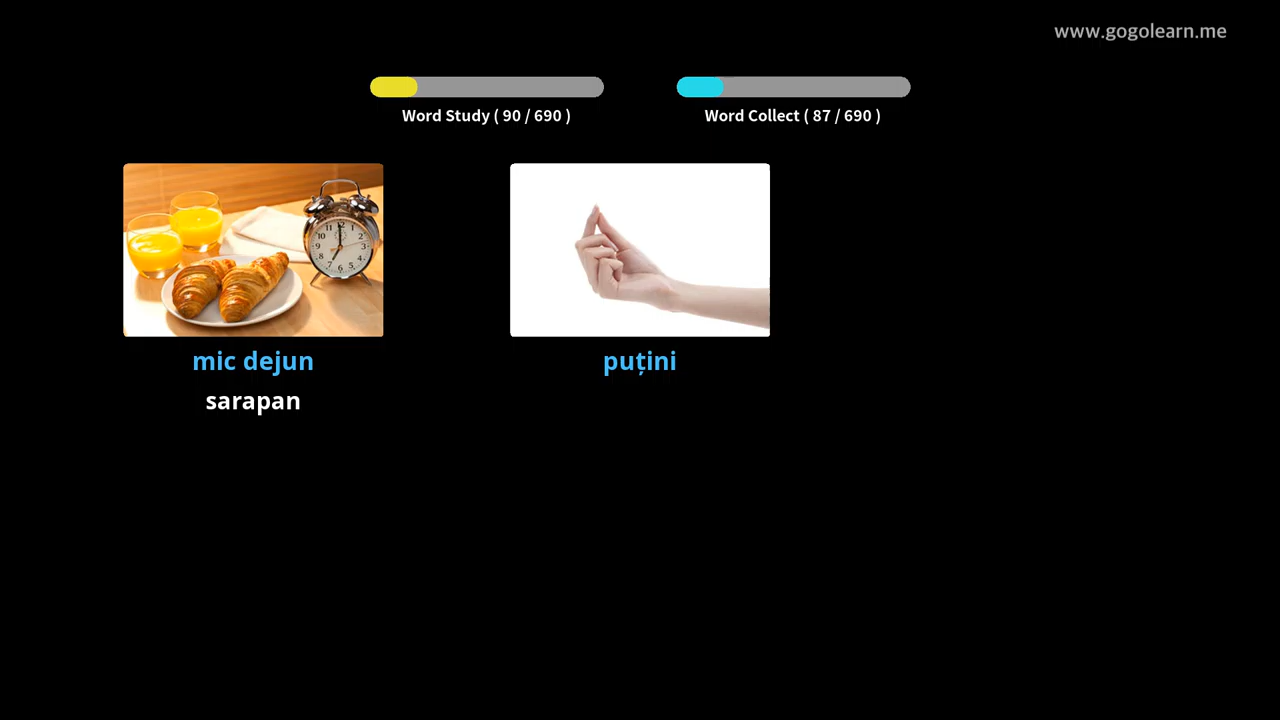 www.gogolearn.me
Word Study ( 90 / 690 )
Word Collect ( 87 / 690 )
mic dejun
sarapan
puțini